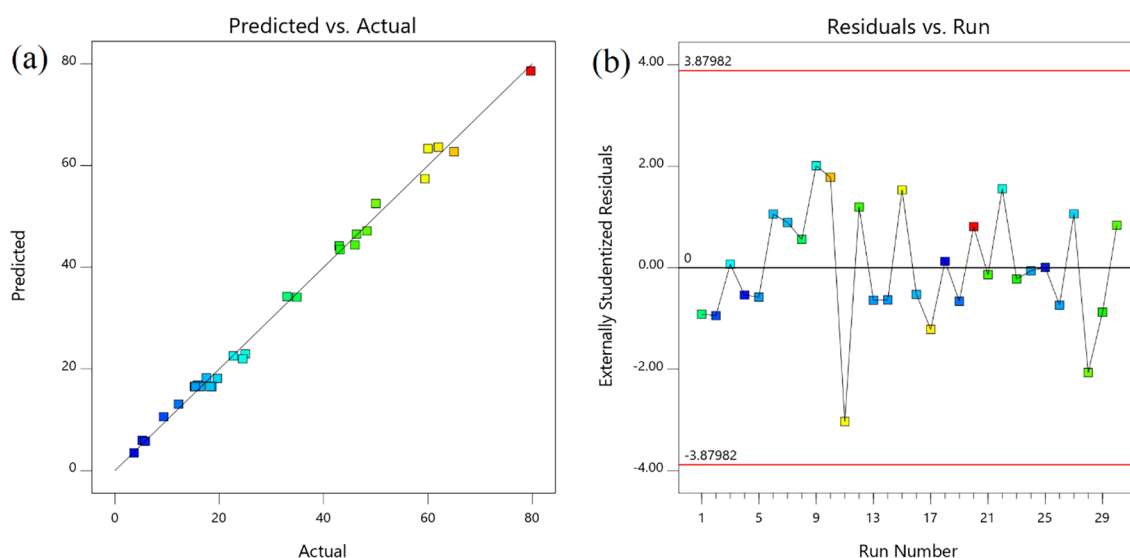 (a)
Predicted vs. Actual
80
60
40
20
0
Predicted
0 20 40 60 80
Actual
(b)
Residuals vs. Run
4.00
3.87982
2.00
0.00
0
-2.00
-3.87982
-4.00
Externally Studentized Residuals
1 5 9 13 17 21 25 29
Run Number